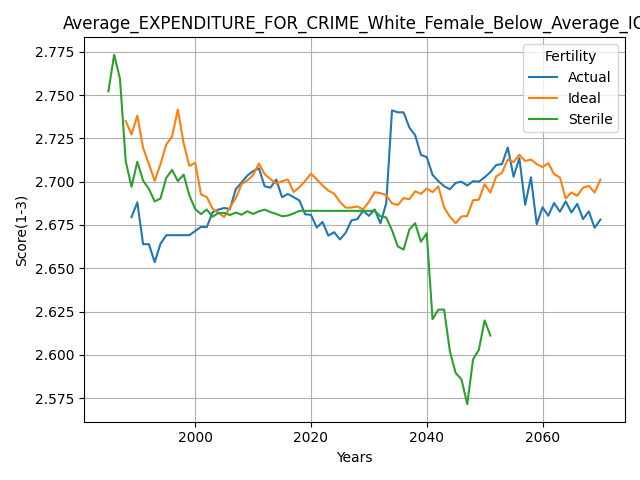 Average_EXPENDITURE_FOR_CRIME_White_Female_Below_Average_IQ
2.775
2.750
2.725
2.700
2.675
2.650
2.625
2.600
2.575
Score(1-3)
Fertility
Actual
Ideal
Sterile
2000
2020
2040
2060
Years